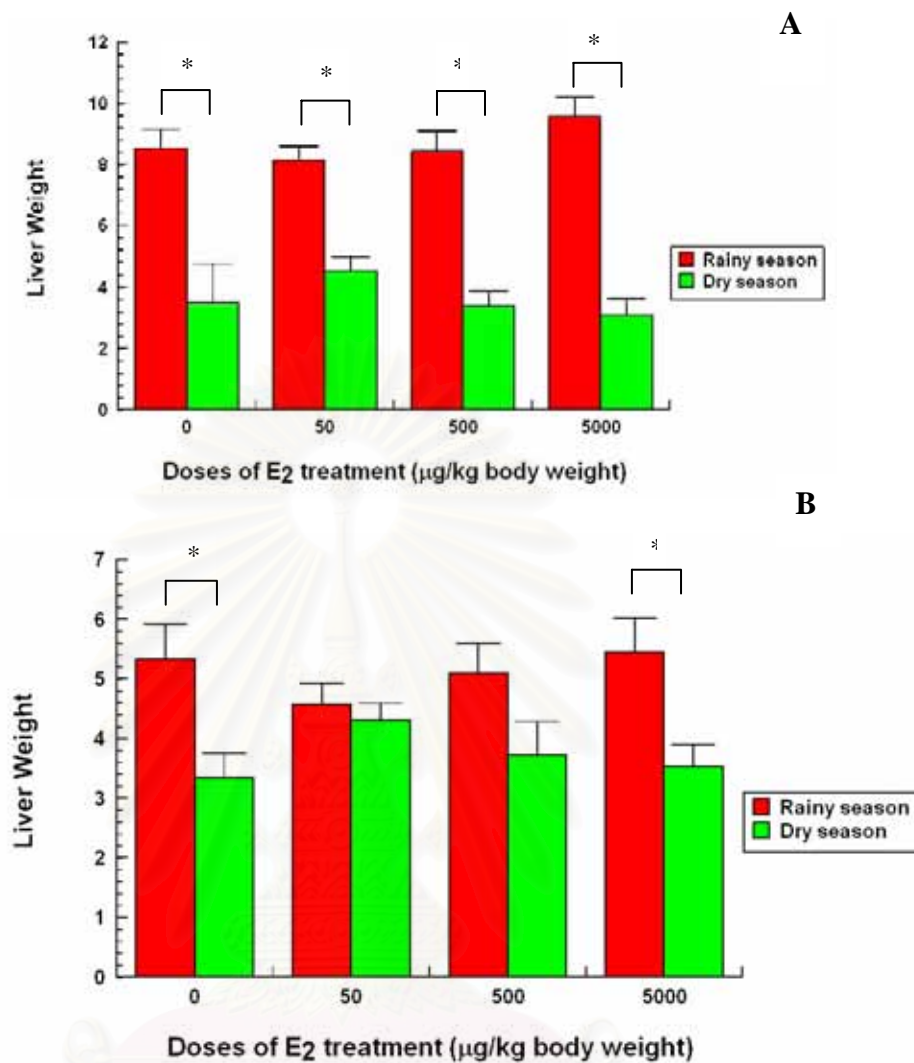 A
12
10
8
6
4
2
0
Liver Weight
* * * *
Rainy season
Dry season
0 50 500 5000
Doses of E2 treatment (μg/kg body weight)
B
7
6
5
4
3
2
1
0
Liver Weight
* *
Rainy season
Dry season
0 50 500 5000
Doses of E2 treatment (μg/kg body weight)